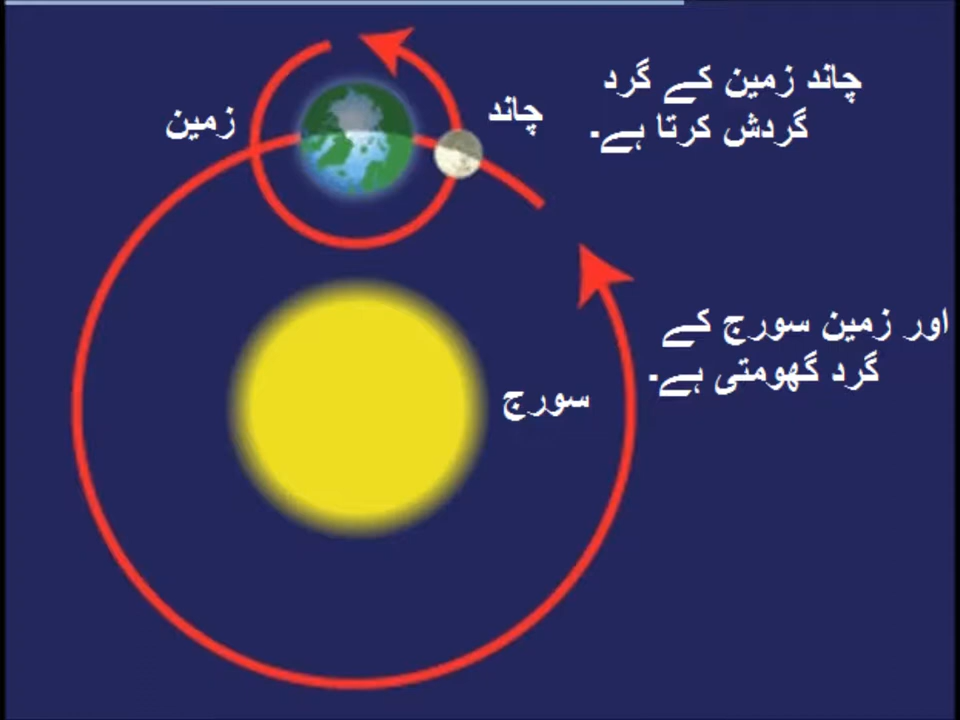 چاند زمین کے گرد
گردش کرتا ہے۔
چاند
زمین
اور زمین سورج کے
گرد گھومتی ہے۔
سورج